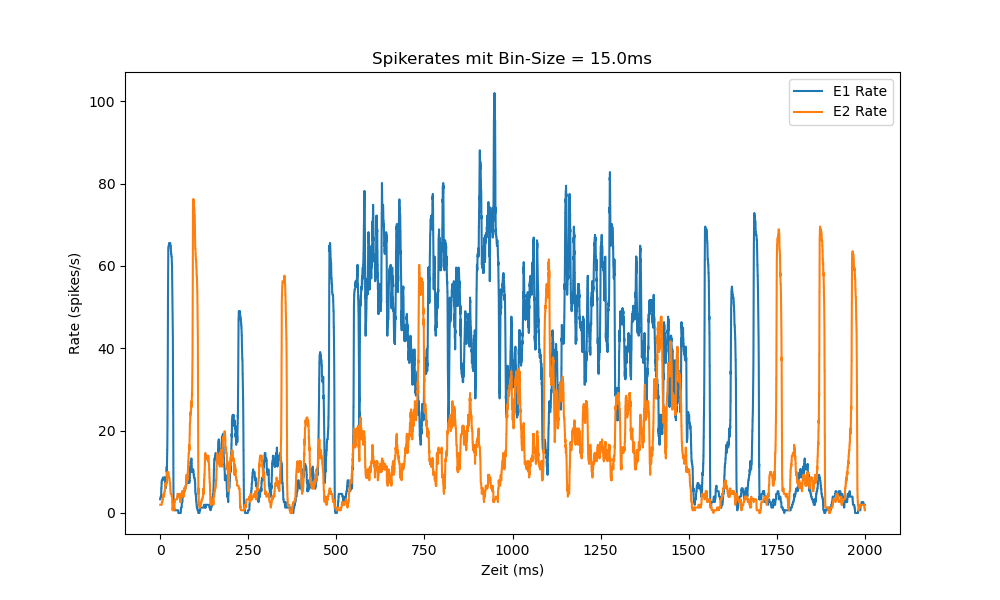 Spikerates mit Bin-Size = 15.0ms
E1 Rate
E2 Rate
Rate (spikes/s)
100
80
60
40
20
0
0 250 500 750 1000 1250 1500 1750 2000
Zeit (ms)